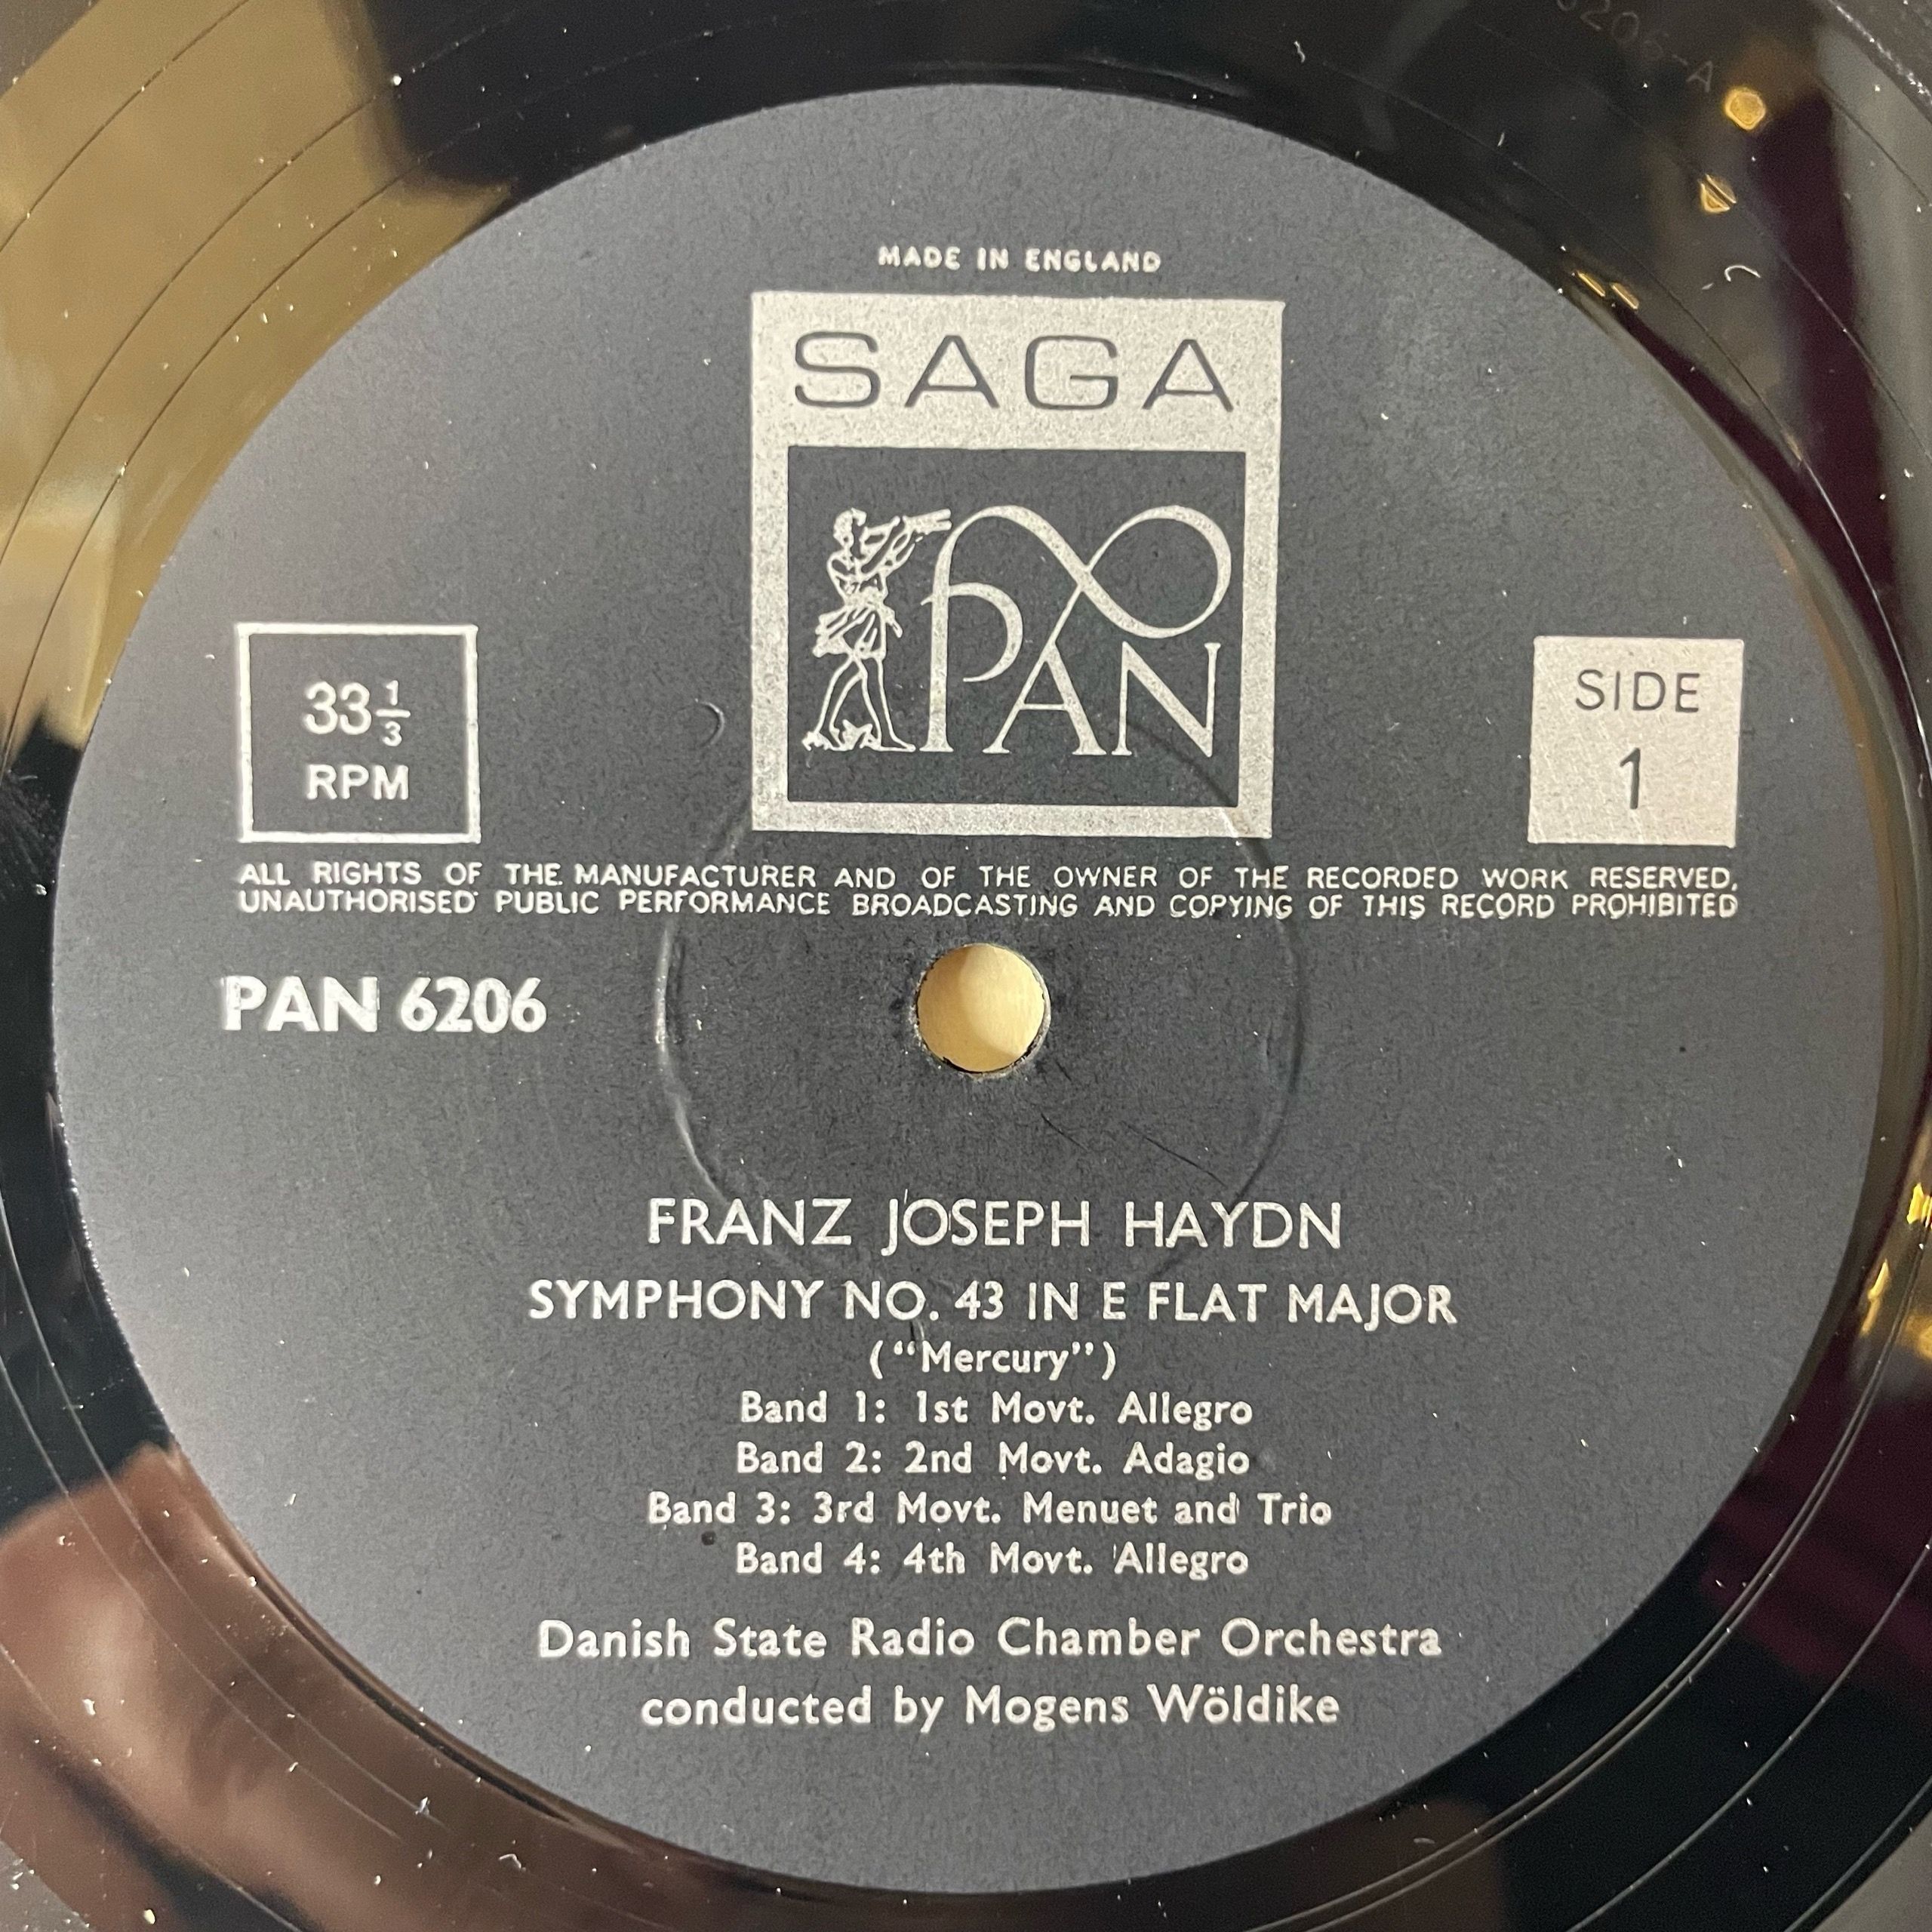 6206-A
MADE IN ENGLAND
SAGA
PAN
33 1/3
RPM
SIDE
1
ALL RIGHTS OF THE MANUFACTURER AND OF THE OWNER OF THE RECORDED WORK RESERVED,
UNAUTHORISED PUBLIC PERFORMANCE BROADCASTING AND COPYING OF THIS RECORD PROHIBITED
PAN 6206
FRANZ JOSEPH HAYDN
SYMPHONY NO. 43 IN E FLAT MAJOR
(“Mercury”)
Band 1: 1st Movt. Allegro
Band 2: 2nd Movt. Adagio
Band 3: 3rd Movt. Menuet and Trio
Band 4: 4th Movt. Allegro
Danish State Radio Chamber Orchestra
conducted by Mogens Wöldike